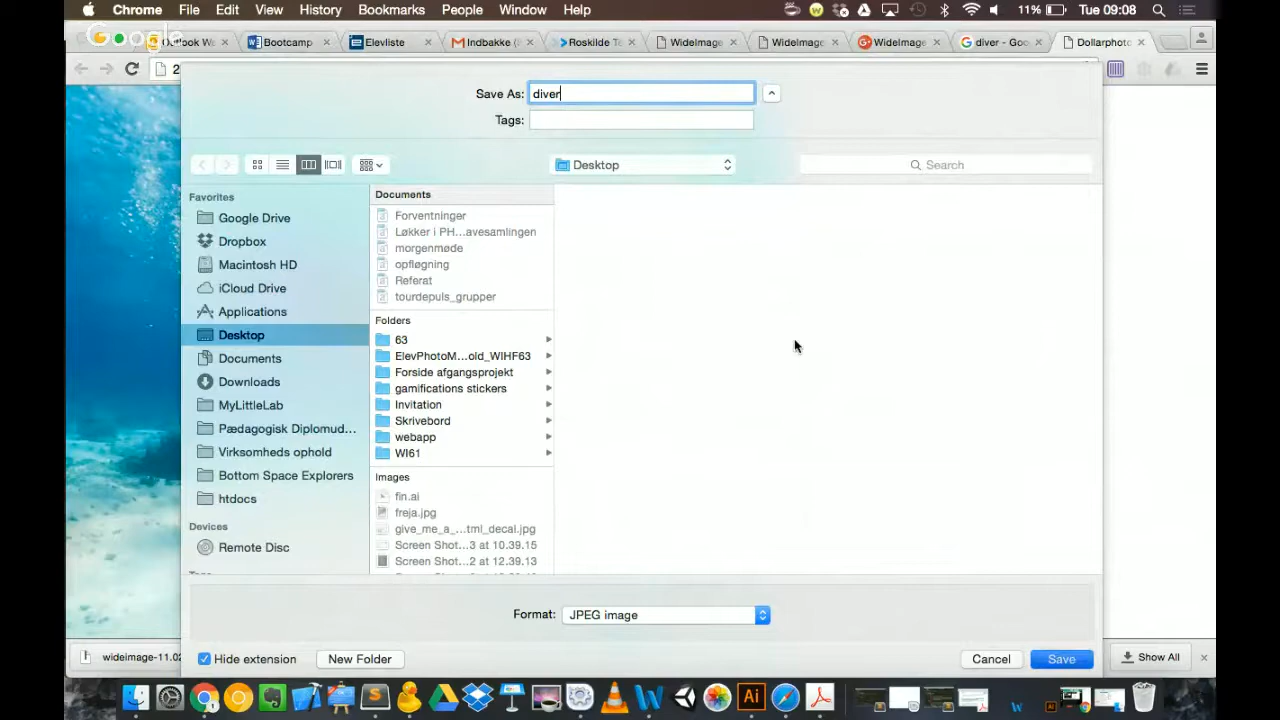 Chrome File Edit View History Bookmarks People Window Help 11% Tue 09:08
Google
Bootcamp Elevliste Indbakke Roskilde Te WideImage WideImag WideImage diver - Goo Dollarphoto
Save As: diver
Tags:
Desktop Search
Favorites
Google Drive
Dropbox
Macintosh HD
iCloud Drive
Applications
Desktop
Documents
Downloads
MyLittleLab
Pædagogisk Diplomud...
Virksomheds ophold
Bottom Space Explorers
htdocs
Devices
Remote Disc
Documents
Forventninger
Løkker i PH...avesamlingen
morgenmøde
opfløgning
Referat
tourdepuls_grupper
Folders
63
ElevPhotoM...old_WIHF63
Forside afgangsprojekt
gamifications stickers
Invitation
Skrivebord
webapp
WI61
Images
fin.ai
freja.jpg
give_me_a_...tml_decal.jpg
Screen Shot...3 at 10.39.15
Screen Shot...2 at 12.39.13
Format: JPEG image
Hide extension New Folder Cancel Save
wideimage-11.02 Show All
Ai